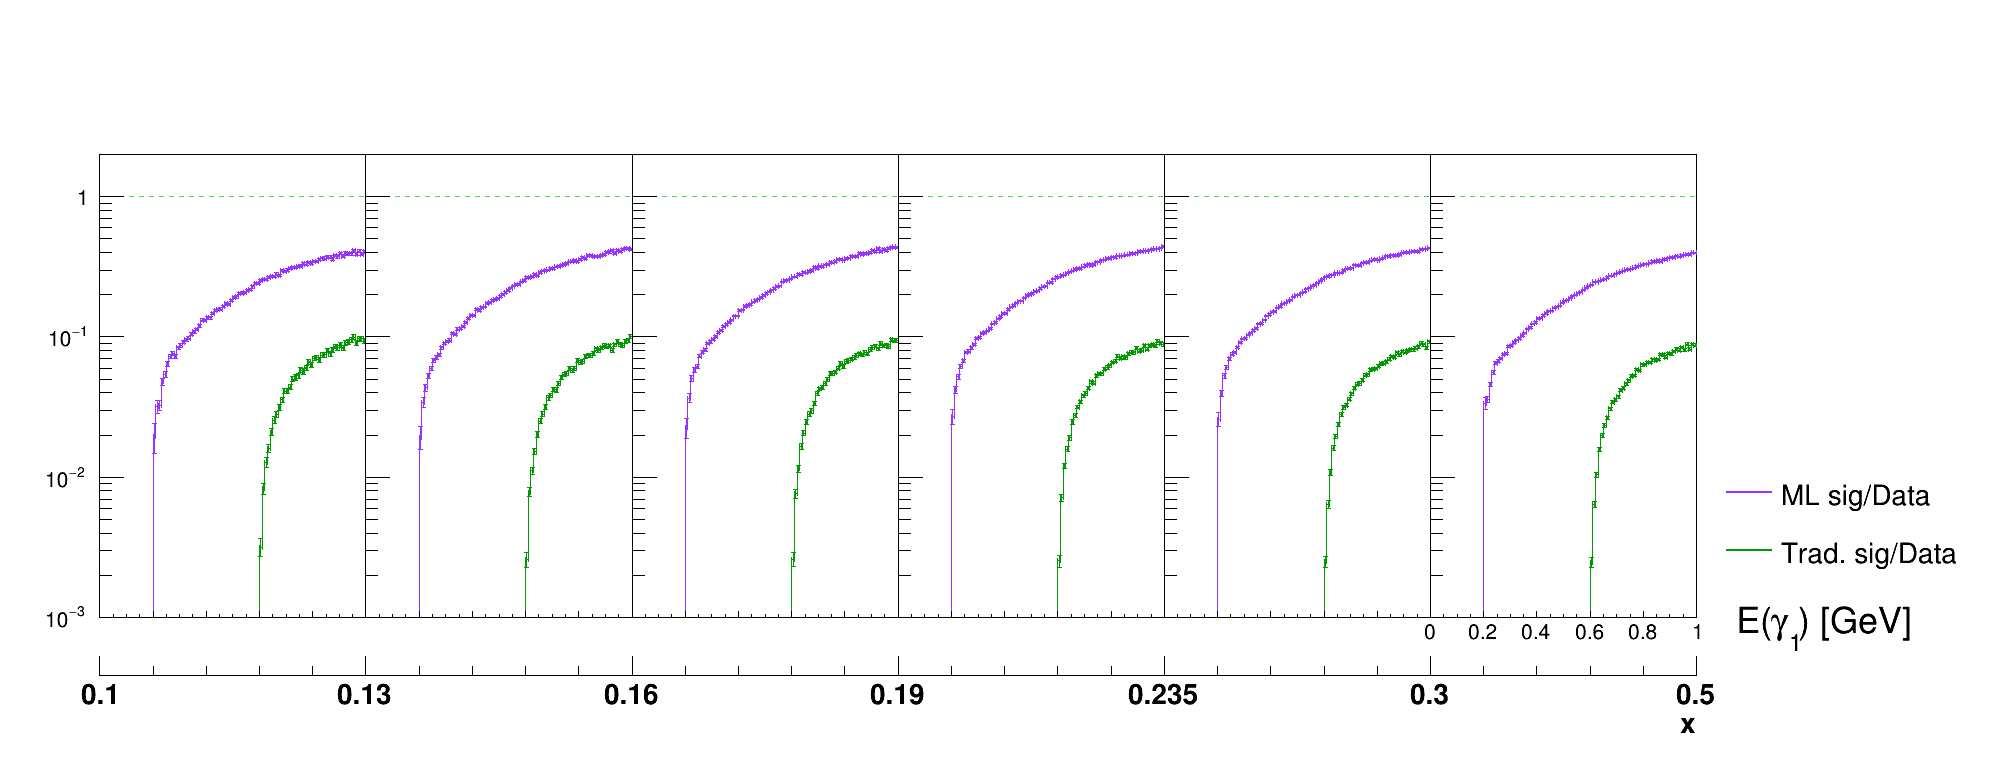 1
10⁻¹
10⁻²
10⁻³
ML sig/Data
Trad. sig/Data
0 0.2 0.4 0.6 0.8 1
E(γ₁) [GeV]
0.1 0.13 0.16 0.19 0.235 0.3 0.5
x